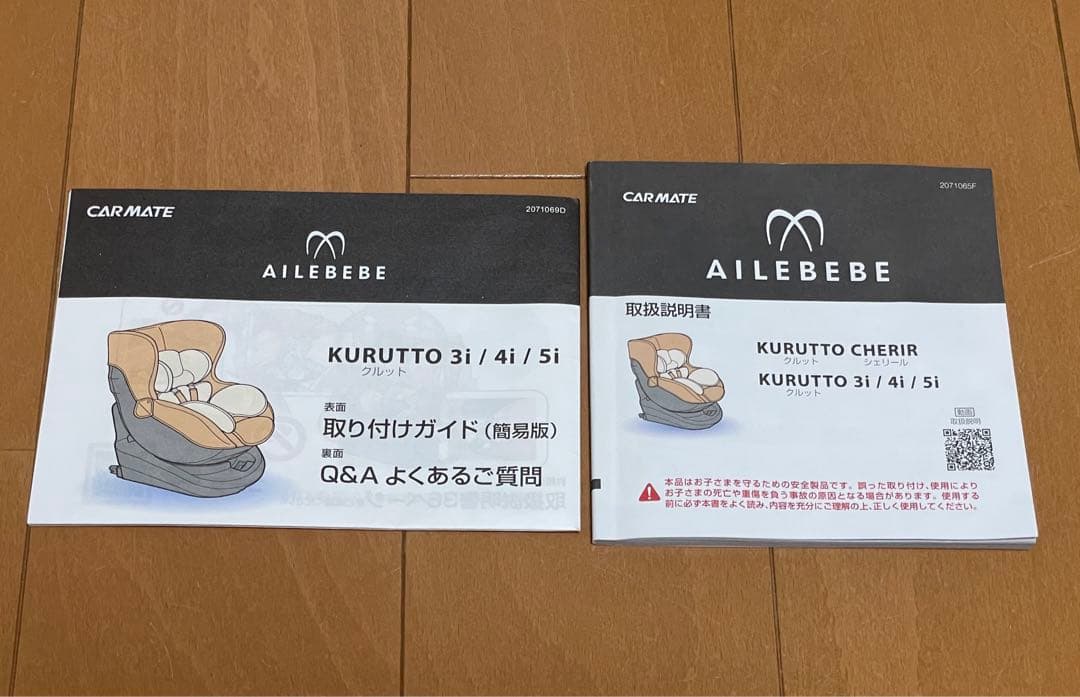 CARMATE
2071069D
AILEBEBE
KURUTTO 3i / 4i / 5i
クルット
表面
取り付けガイド(簡易版)
裏面
Q&A よくあるご質問
CARMATE
2071065F
AILEBEBE
取扱説明書
KURUTTO CHERIR
クルット シェリール
KURUTTO 3i / 4i / 5i
クルット
動画
取扱説明
本品はお子さまを守るための安全製品です。誤った取り付け、使用により
お子さまの死亡や重傷を負う事故の原因となる場合があります。使用する
前に必ず本書をよく読み、内容を充分にご理解の上、正しく使用してください。